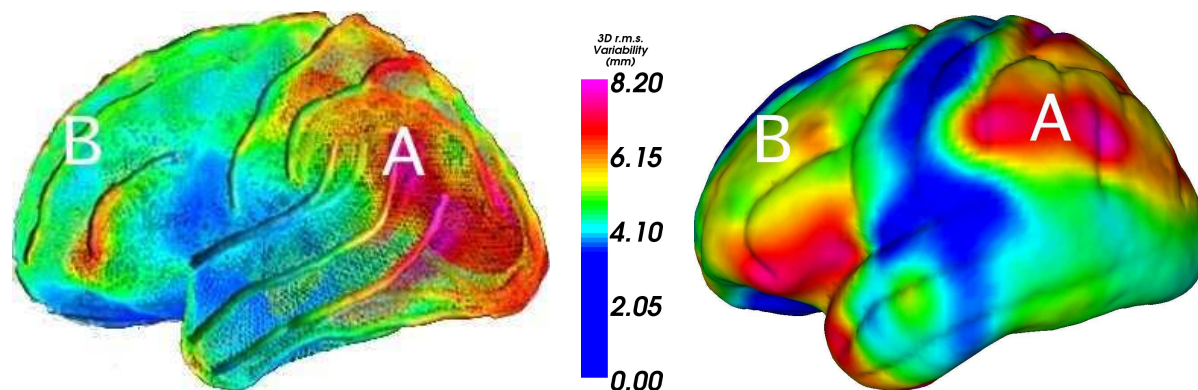 B
A
3D r.m.s.
Variability
(mm)
8.20
6.15
4.10
2.05
0.00
B
A